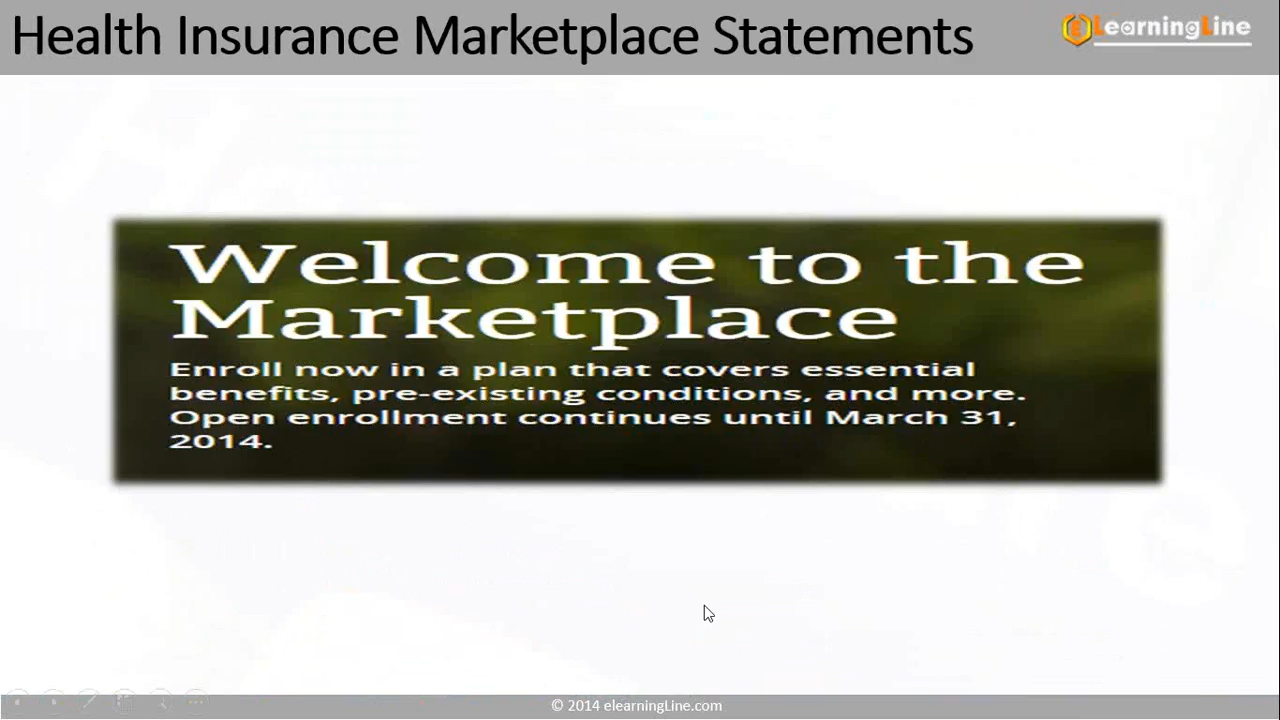 Health Insurance Marketplace Statements
eLearningLine
Welcome to the
Marketplace
Enroll now in a plan that covers essential
benefits, pre-existing conditions, and more.
Open enrollment continues until March 31,
2014.
© 2014 elearningLine.com